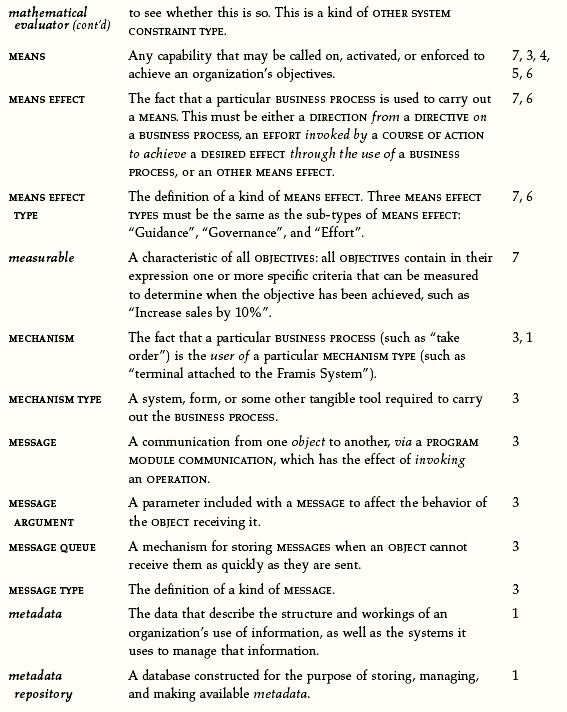 mathematical evaluator (cont'd)
to see whether this is so. This is a kind of OTHER SYSTEM
CONSTRAINT TYPE.
MEANS
Any capability that may be called on, activated, or enforced to
achieve an organization's objectives.
7, 3, 4,
5, 6
MEANS EFFECT
The fact that a particular BUSINESS PROCESS is used to carry out
a MEANS. This must be either a DIRECTION from a DIRECTIVE on
a BUSINESS PROCESS, an EFFORT invoked by a COURSE OF ACTION
to achieve a DESIRED EFFECT through the use of a BUSINESS
PROCESS, or an OTHER MEANS EFFECT.
7, 6
MEANS EFFECT
TYPE
The definition of a kind of MEANS EFFECT. Three MEANS EFFECT
TYPES must be the same as the sub-types of MEANS EFFECT:
“Guidance”, “Governance”, and “Effort”.
7, 6
measurable
A characteristic of all OBJECTIVES: all OBJECTIVES contain in their
expression one or more specific criteria that can be measured
to determine when the objective has been achieved, such as
“Increase sales by 10%”.
7
MECHANISM
The fact that a particular BUSINESS PROCESS (such as “take
order”) is the user of a particular MECHANISM TYPE (such as
“terminal attached to the Framis System”).
3, 1
MECHANISM TYPE
A system, form, or some other tangible tool required to carry
out the BUSINESS PROCESS.
3
MESSAGE
A communication from one object to another, via a PROGRAM
MODULE COMMUNICATION, which has the effect of invoking
an OPERATION.
3
MESSAGE
ARGUMENT
A parameter included with a MESSAGE to affect the behavior of
the OBJECT receiving it.
3
MESSAGE QUEUE
A mechanism for storing MESSAGES when an OBJECT cannot
receive them as quickly as they are sent.
3
MESSAGE TYPE
The definition of a kind of MESSAGE.
3
metadata
The data that describe the structure and workings of an
organization's use of information, as well as the systems it
uses to manage that information.
1
metadata
repository
A database constructed for the purpose of storing, managing,
and making available metadata.
1